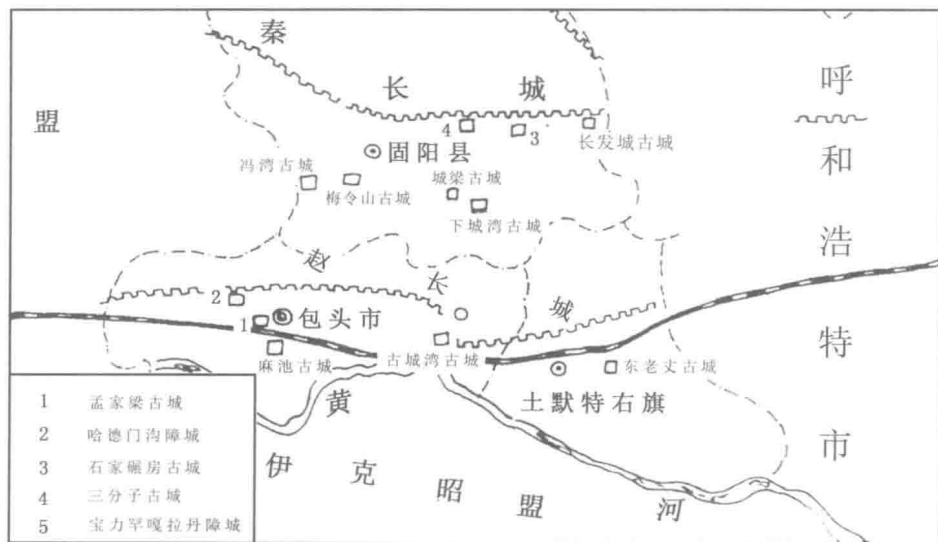 秦
长城
呼和浩特市
盟
4
3
长发城古城
固阳县
冯湾古城
梅令山古城
城梁古城
下城湾古城
赵长城
2
1
包头市
麻池古城
古城湾古城
东老丈古城
土默特右旗
黄河
伊克昭盟
1 孟家梁古城
2 哈德门沟障城
3 石家碾房古城
4 三分子古城
5 宝力罕嘎拉丹障城